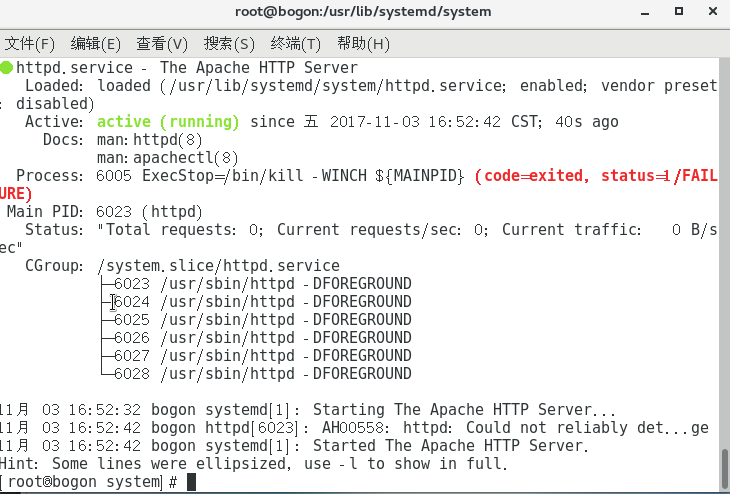 root@bogon:/usr/lib/systemd/system
文件(F) 编辑(E) 查看(V) 搜索(S) 终端(T) 帮助(H)
httpd.service - The Apache HTTP Server
Loaded: loaded (/usr/lib/systemd/system/httpd.service; enabled; vendor preset
: disabled)
Active: active (running) since 五 2017-11-03 16:52:42 CST; 40s ago
Docs: man:httpd(8)
man:apachectl(8)
Process: 6005 ExecStop=/bin/kill -WINCH ${MAINPID} (code=exited, status=1/FAIL
URE)
Main PID: 6023 (httpd)
Status: "Total requests: 0; Current requests/sec: 0; Current traffic:   0 B/s
ec"
CGroup: /system.slice/httpd.service
├─6023 /usr/sbin/httpd -DFOREGROUND
├─6024 /usr/sbin/httpd -DFOREGROUND
├─6025 /usr/sbin/httpd -DFOREGROUND
├─6026 /usr/sbin/httpd -DFOREGROUND
├─6027 /usr/sbin/httpd -DFOREGROUND
└─6028 /usr/sbin/httpd -DFOREGROUND
11月 03 16:52:32 bogon systemd[1]: Starting The Apache HTTP Server...
11月 03 16:52:42 bogon httpd[6023]: AH00558: httpd: Could not reliably det...ge
11月 03 16:52:42 bogon systemd[1]: Started The Apache HTTP Server.
Hint: Some lines were ellipsized, use -l to show in full.
[root@bogon system]#